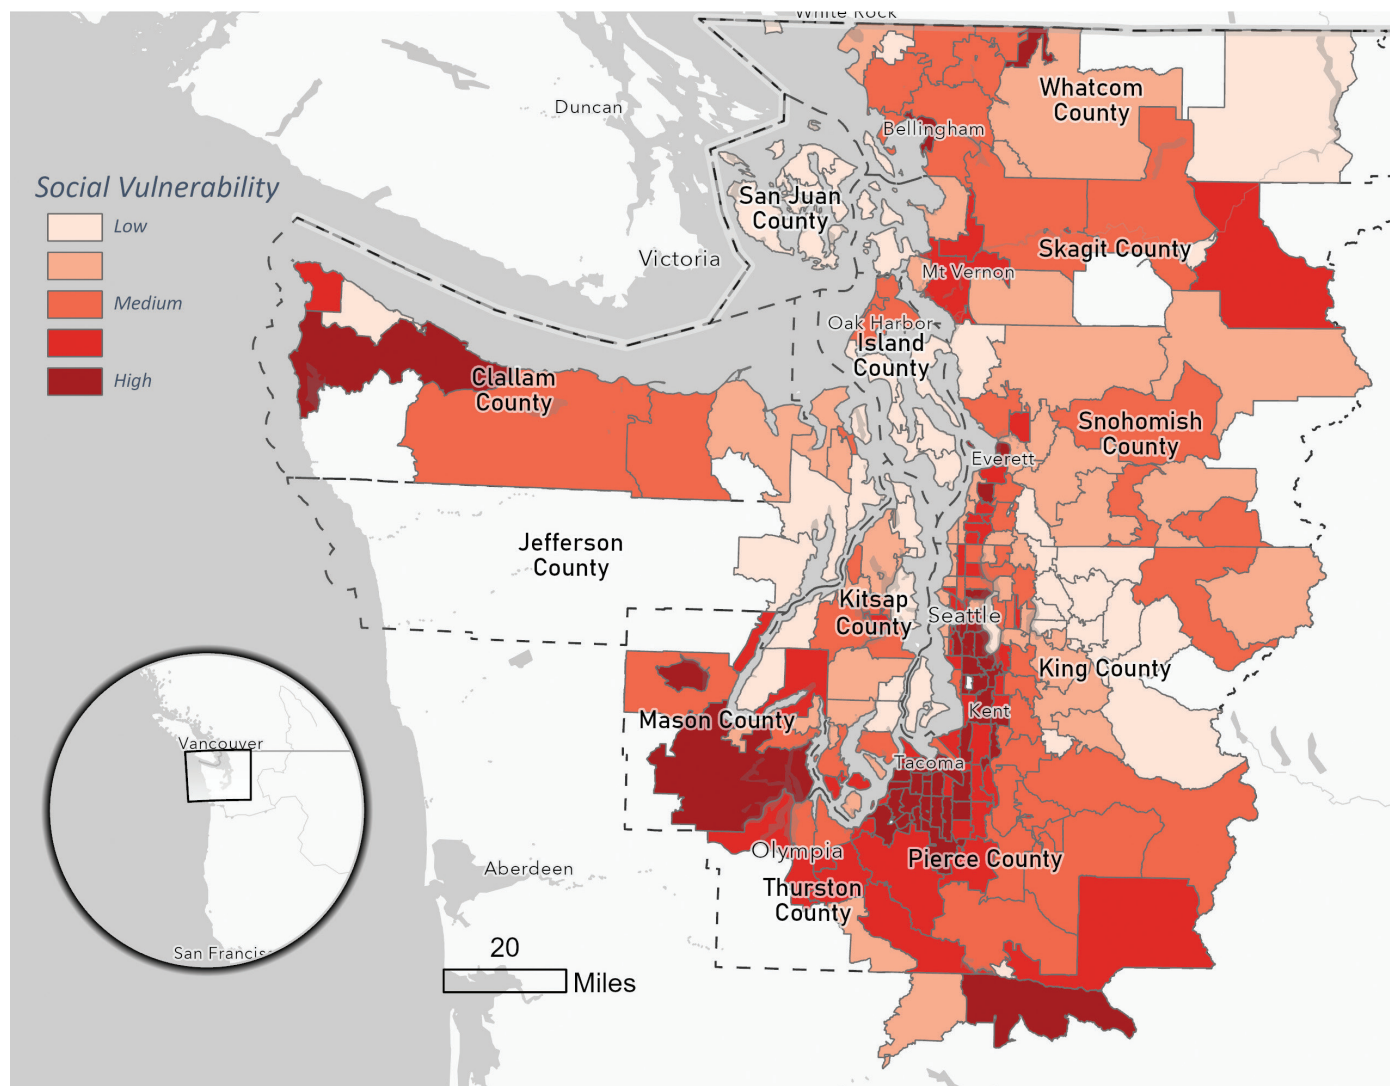 White Rock
Duncan
Whatcom
County
Bellingham
Social Vulnerability
Low
Medium
High
San Juan
County
Victoria
Skagit County
Mt Vernon
Oak Harbor
Island
County
Clallam
County
Snohomish
County
Everett
Jefferson
County
Kitsap
County
Seattle
King County
Mason County
Kent
Vancouver
Tacoma
Olympia
Pierce County
Aberdeen
Thurston
County
San Francisc
20
Miles